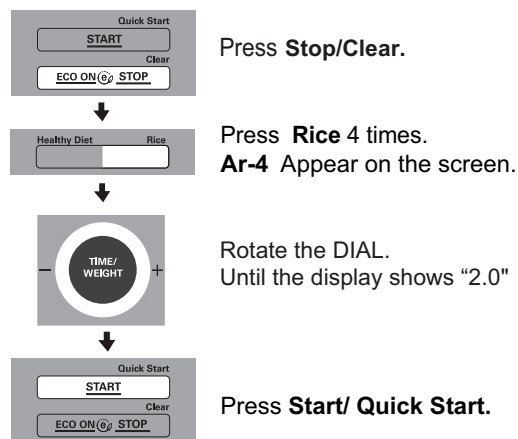 Quick Start
START
Clear
ECO ON e STOP
Press Stop/Clear.
Healthy Diet Rice
Press Rice 4 times.
Ar-4 Appear on the screen.
TIME/
WEIGHT
- +
Rotate the DIAL.
Until the display shows “2.0"
Quick Start
START
Clear
ECO ON e STOP
Press Start/ Quick Start.